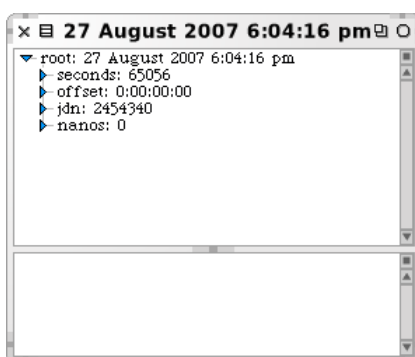 27 August 2007 6:04:16 pm
root: 27 August 2007 6:04:16 pm
seconds: 65056
offset: 0:00:00:00
jdn: 2454340
nanos: 0